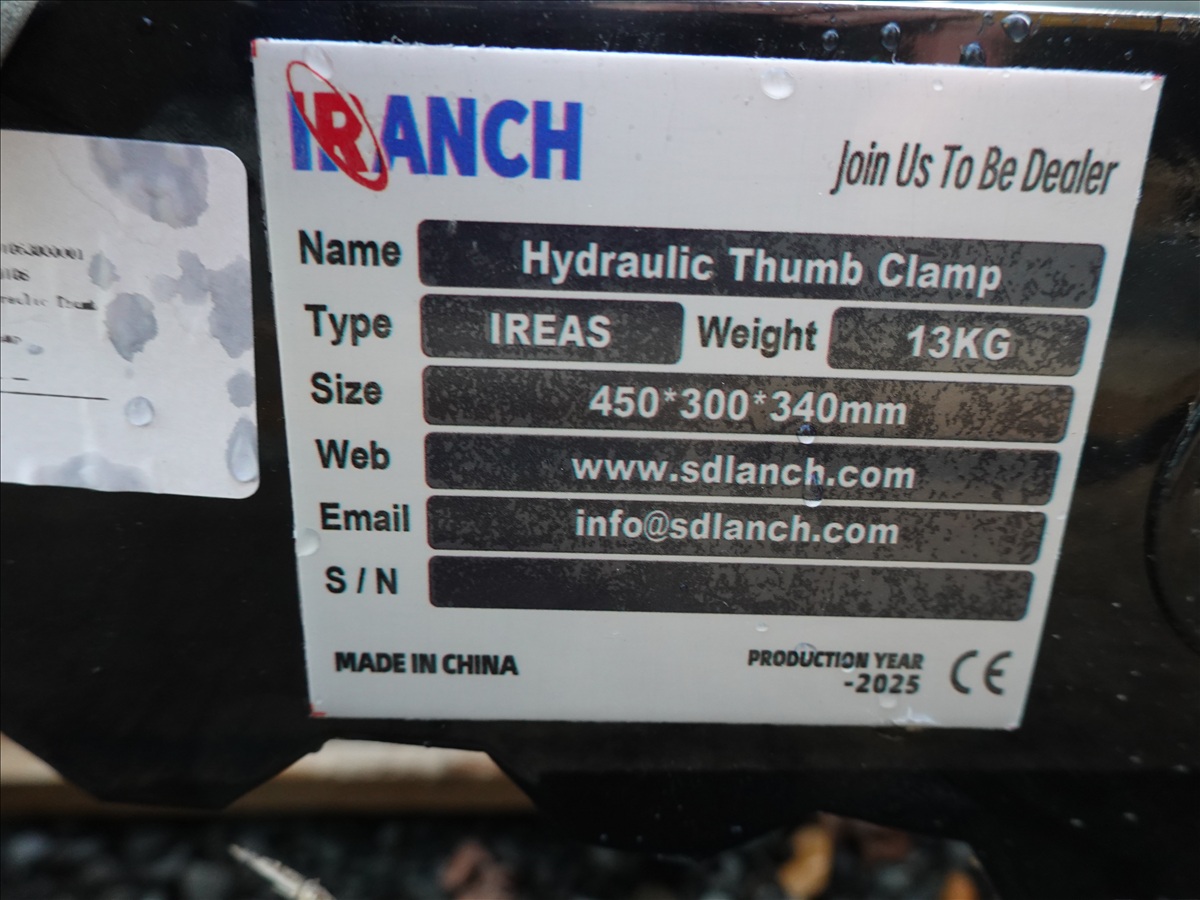 IRANCH
Join Us To Be Dealer
Name Hydraulic Thumb Clamp
Type IREAS Weight 13KG
Size 450*300*340mm
Web www.sdlanch.com
Email info@sdlanch.com
S / N
MADE IN CHINA
PRODUCTION YEAR
-2025
CE